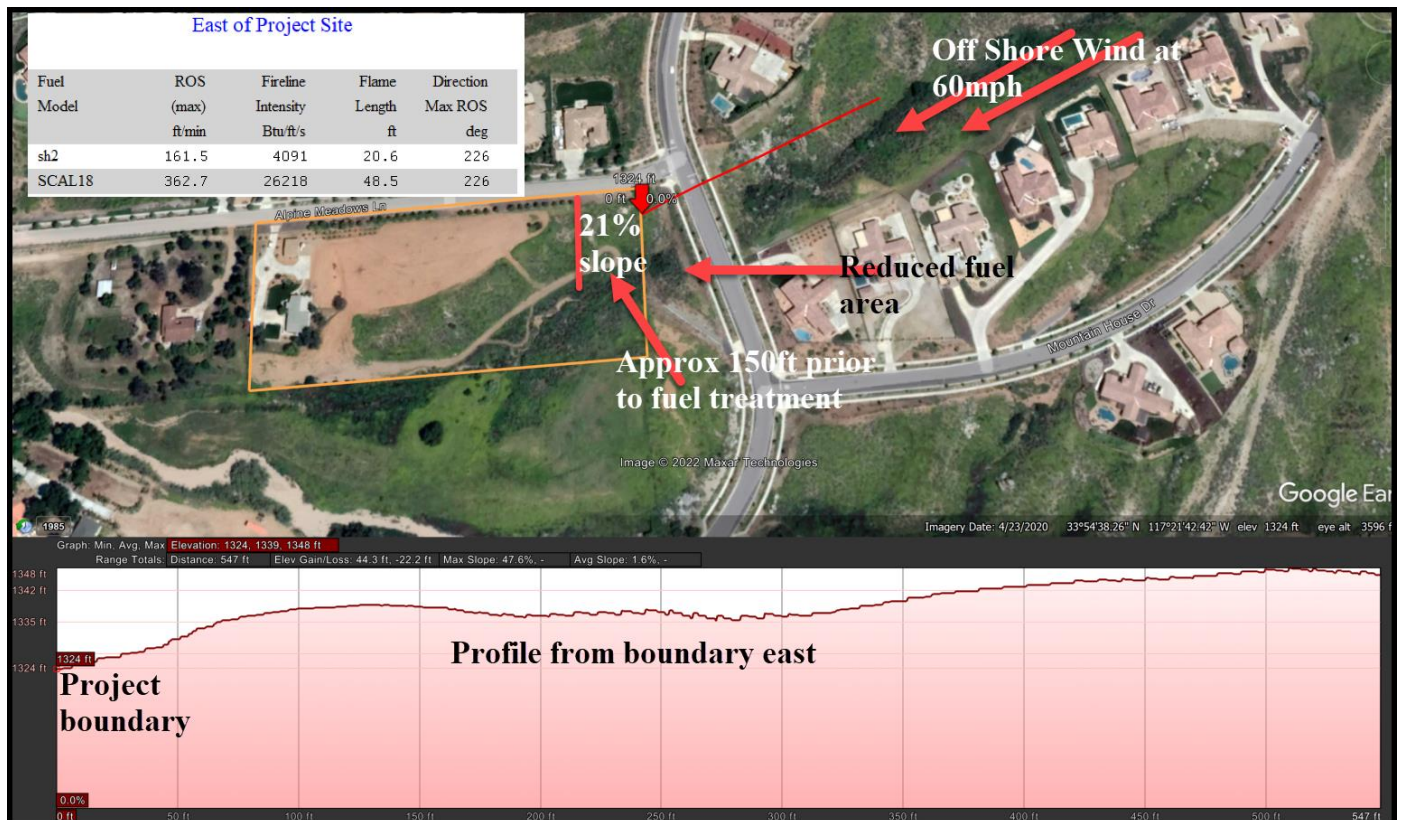 East of Project Site
Fuel ROS Fireline Flame Direction
Model (max) Intensity Length Max ROS
ft/min Btu/ft/s ft deg
sh2 161.5 4091 20.6 226
SCAL18 362.7 26218 48.5 226
Off Shore Wind at
60mph
1324 ft
0 ft 0.0%
Alpine Meadows Ln
21%
slope
Reduced fuel
area
Mountain House Dr
Approx 150ft prior
to fuel treatment
Image © 2022 Maxar Technologies
Google Ear
1985
Imagery Date: 4/23/2020 33°54'38.26" N 117°21'42.42" W elev 1324 ft eye alt 3596 f
Graph: Min, Avg, Max Elevation: 1324, 1339, 1348 ft
Range Totals: Distance: 547 ft Elev Gain/Loss: 44.3 ft, -22.2 ft Max Slope: 47.6%, - Avg Slope: 1.6%, -
1348 ft
1342 ft
1335 ft
1324 ft
1324 ft
Profile from boundary east
Project
boundary
0.0%
0 ft 50 ft 100 ft 150 ft 200 ft 250 ft 300 ft 350 ft 400 ft 450 ft 500 ft 547 ft